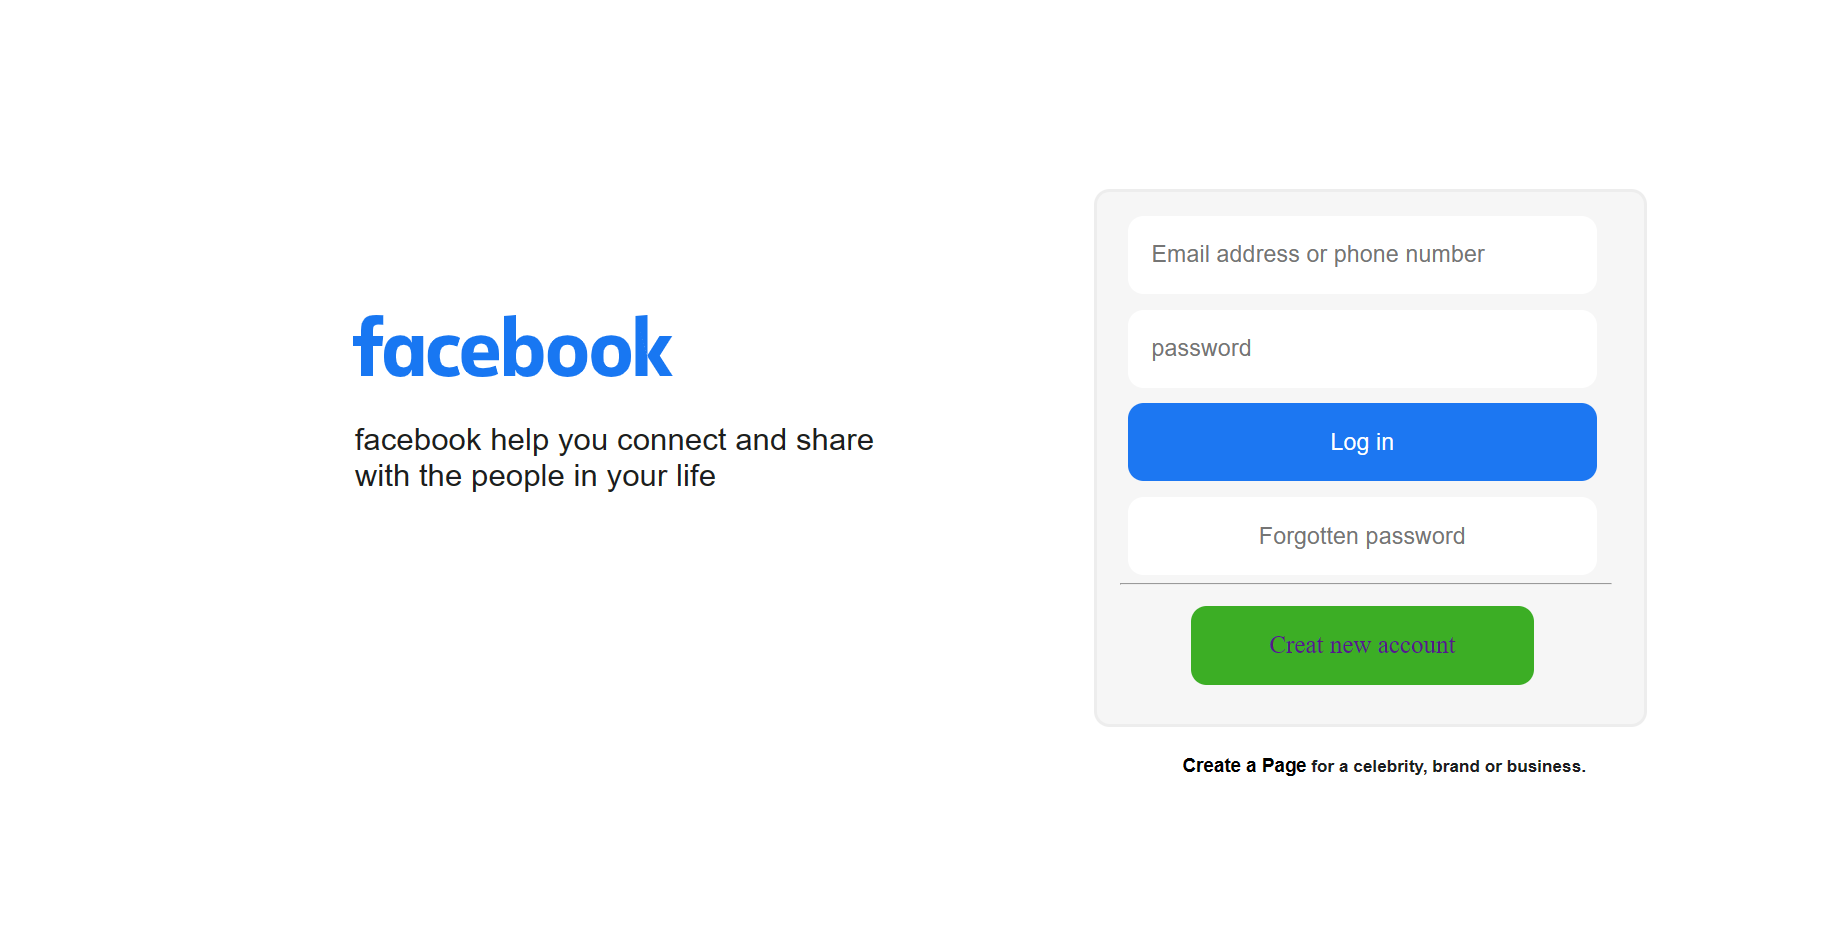 facebook
facebook help you connect and share
with the people in your life
Email address or phone number
password
Log in
Forgotten password
Creat new account
Create a Page for a celebrity, brand or business.